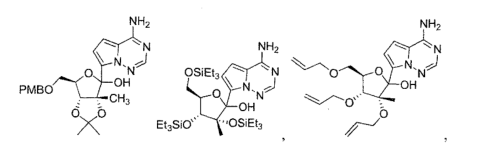 NH₂
N
N
N
O
OH
PMBO
CH₃
O
O
OSiEt₃
NH₂
N
N
N
O
OH
Et₃SiO
OSiEt₃
,
NH₂
N
N
N
O
O
OH
O
O
,